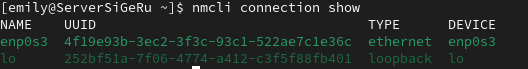 [emily@ServerSiGeRu ~]$ nmcli connection show
NAME    UUID                                  TYPE      DEVICE
enp0s3  4f19e93b-3ec2-3f3c-93c1-522ae7c1e36c  ethernet  enp0s3
lo      252bf51a-7f06-4774-a412-c3f5f88fb401  loopback  lo